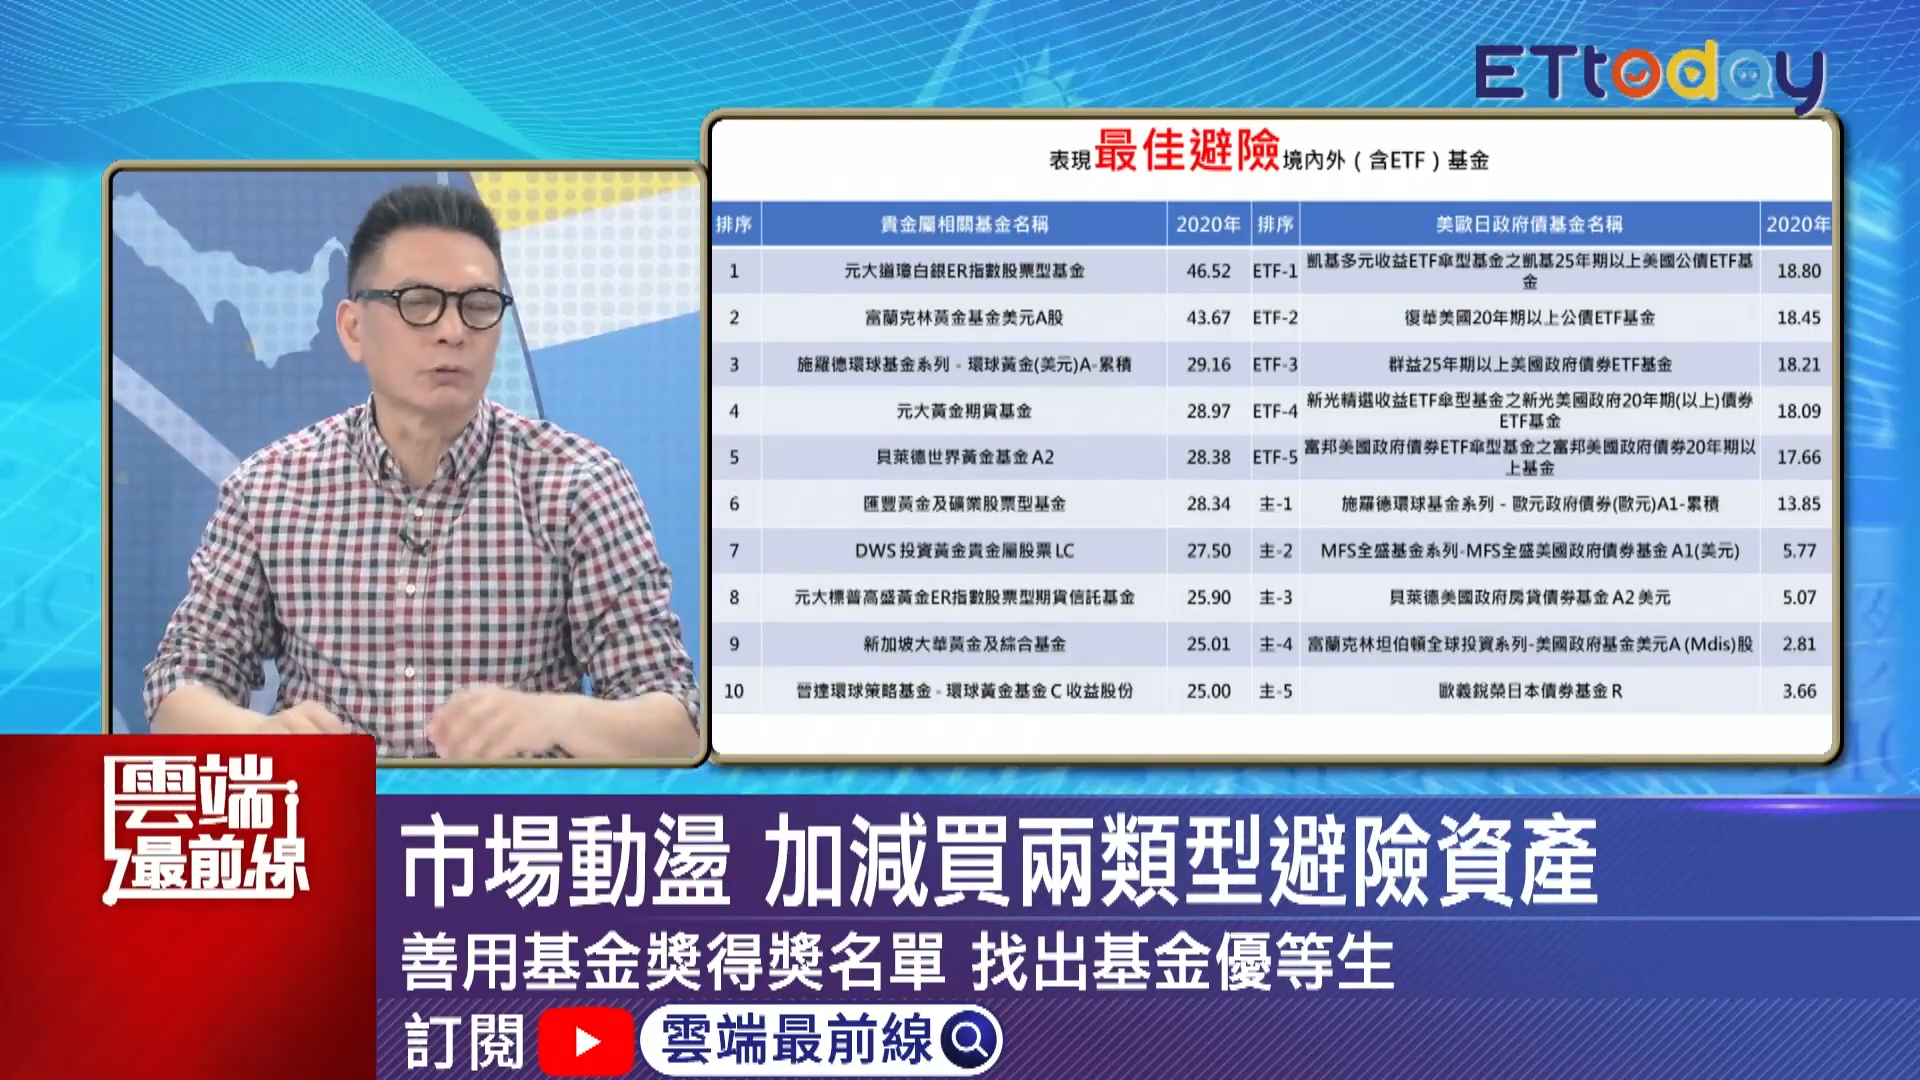 ETtoday
表現最佳避險境內外（含ETF）基金
排序 貴金屬相關基金名稱 2020年 排序 美歐日政府債基金名稱 2020年
1 元大道瓊白銀ER指數股票型基金 46.52 ETF-1 凱基多元收益ETF傘型基金之凱基25年期以上美國公債ETF基
金 18.80
2 富蘭克林黃金基金美元A股 43.67 ETF-2 復華美國20年期以上公債ETF基金 18.45
3 施羅德環球基金系列 - 環球黃金(美元)A-累積 29.16 ETF-3 群益25年期以上美國政府債券ETF基金 18.21
4 元大黃金期貨基金 28.97 ETF-4 新光精選收益ETF傘型基金之新光美國政府20年期(以上)債券
ETF基金 18.09
5 貝萊德世界黃金基金 A2 28.38 ETF-5 富邦美國政府債券ETF傘型基金之富邦美國政府債券20年期以
上基金 17.66
6 匯豐黃金及礦業股票型基金 28.34 主-1 施羅德環球基金系列 - 歐元政府債券(歐元)A1-累積 13.85
7 DWS 投資黃金貴金屬股票 LC 27.50 主-2 MFS全盛基金系列-MFS全盛美國政府債券基金 A1(美元) 5.77
8 元大標普高盛黃金ER指數股票型期貨信託基金 25.90 主-3 貝萊德美國政府房貸債券基金 A2 美元 5.07
9 新加坡大華黃金及綜合基金 25.01 主-4 富蘭克林坦伯頓全球投資系列-美國政府基金美元A (Mdis)股 2.81
10 晉達環球策略基金 - 環球黃金基金 C 收益股份 25.00 主-5 歐義銳榮日本債券基金 R 3.66
雲端
最前線
市場動盪 加減買兩類型避險資產
善用基金獎得獎名單 找出基金優等生
訂閱 雲端最前線